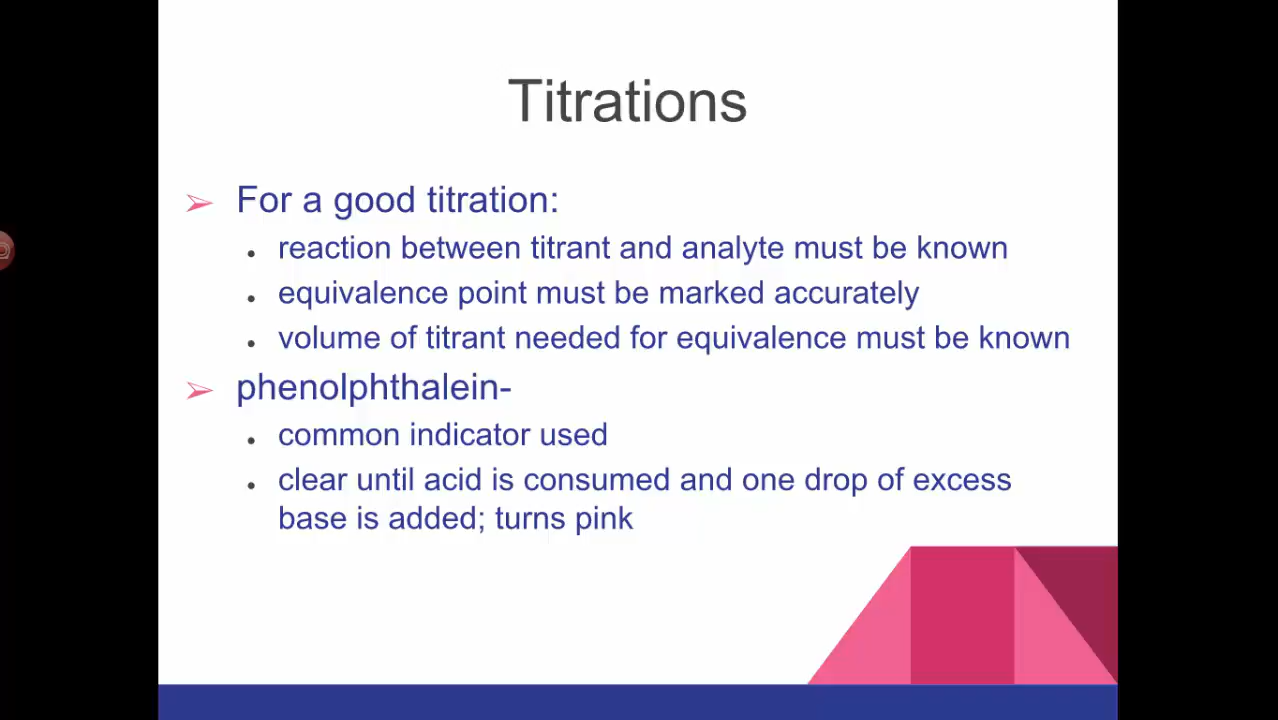 Titrations
➢ For a good titration:
• reaction between titrant and analyte must be known
• equivalence point must be marked accurately
• volume of titrant needed for equivalence must be known
➢ phenolphthalein-
• common indicator used
• clear until acid is consumed and one drop of excess
base is added; turns pink